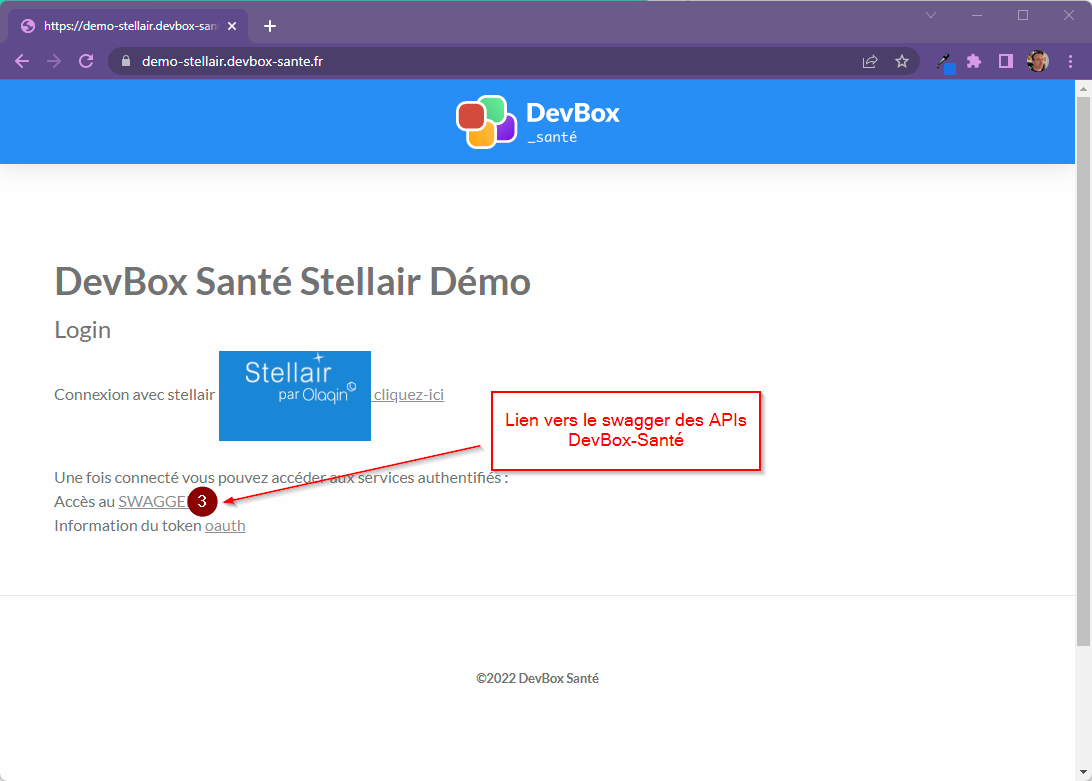 https://demo-stellair.devbox-san
demo-stellair.devbox-sante.fr
DevBox
_santé
DevBox Santé Stellair Démo
Login
Stellair
par Olaqin
Connexion avec stellair cliquez-ici
Lien vers le swagger des APIs
DevBox-Santé
Une fois connecté vous pouvez accéder aux services authentifiés :
Accès au SWAGGE 3
Information du token oauth
©2022 DevBox Santé